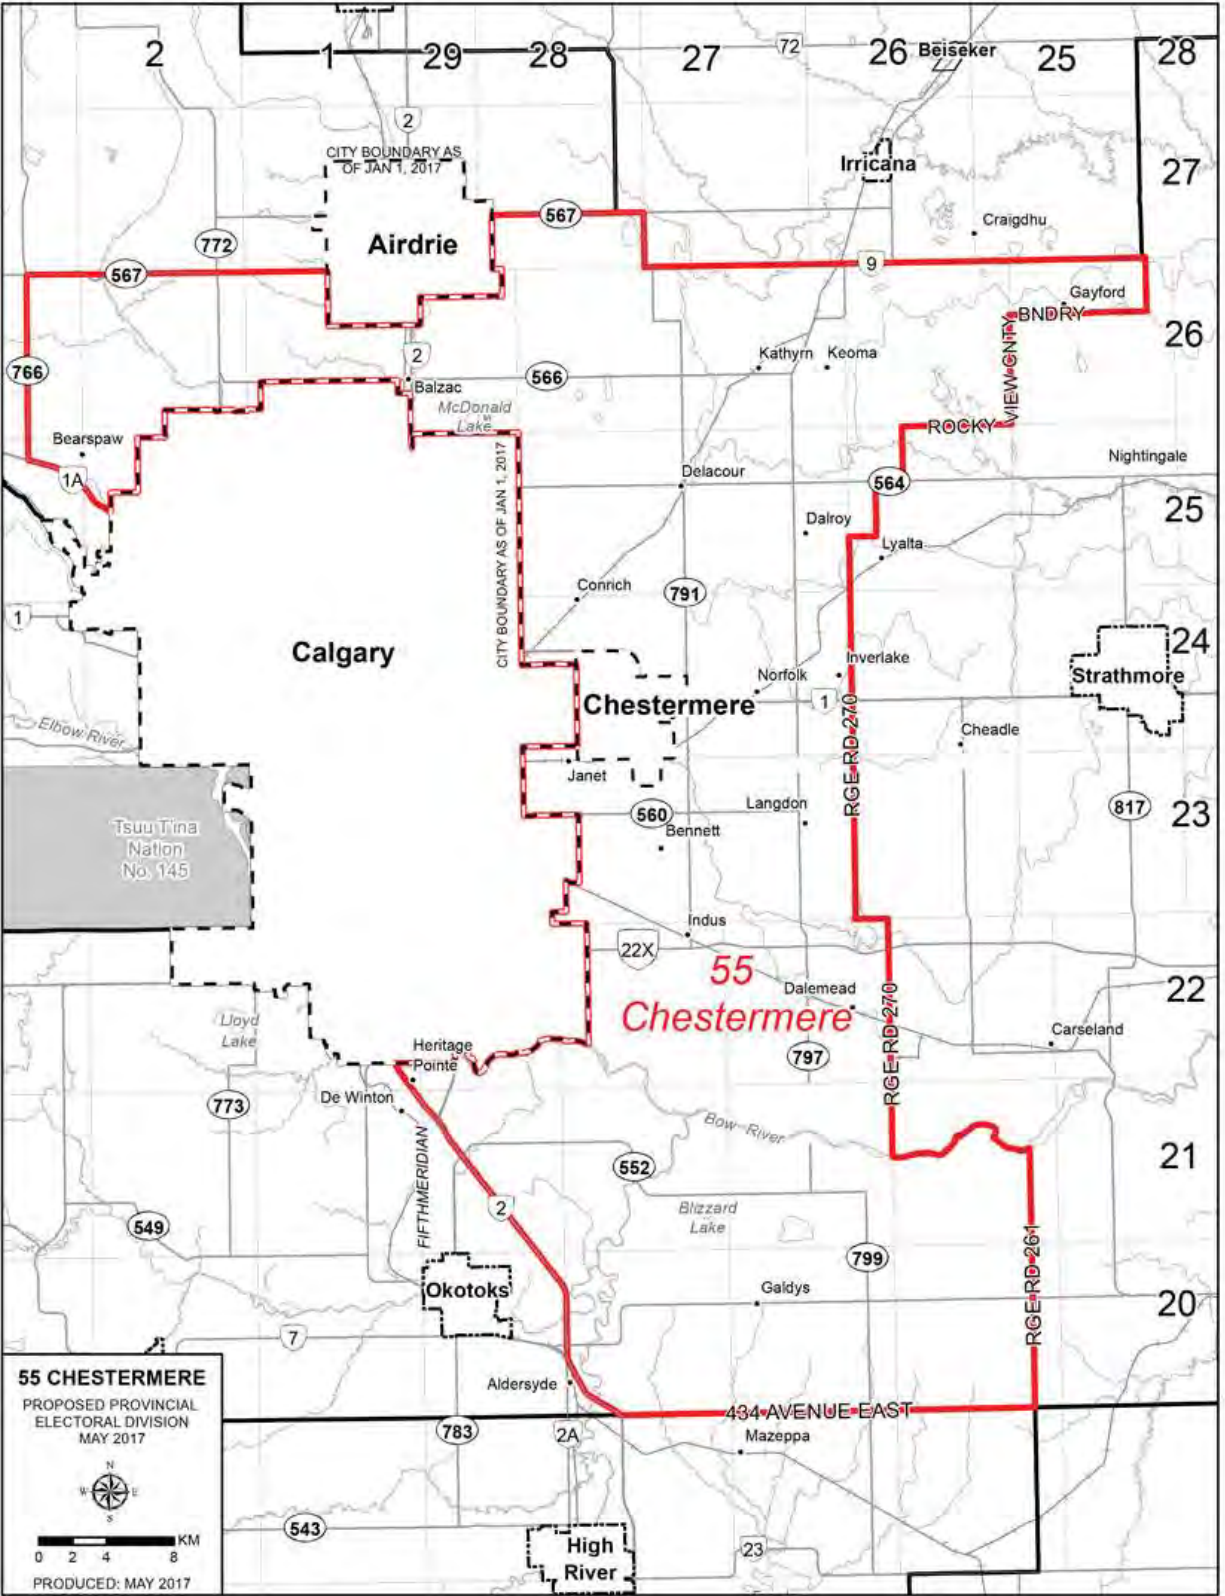 2
1
29
28
27
26
25
28
72
Beiseker
2
CITY BOUNDARY AS
OF JAN 1, 2017
Irricana
27
567
Craigdhu
772
Airdrie
567
9
Gayford
BNDRY
26
VIEW CNTY
2
Kathyrn
Keoma
766
566
Balzac
McDonald
Lake
ROCKY
Bearspaw
1A
CITY BOUNDARY AS OF JAN 1, 2017
Delacour
564
Nightingale
25
Dalroy
Lyalta
Conrich
791
1
Calgary
24
Inverlake
Norfolk
Strathmore
Chestermere
1
RGE RD 270
Elbow River
Cheadle
Janet
Langdon
560
817
23
Bennett
Tsuu T'ina
Nation
No. 145
Indus
22X
55
Chestermere
Dalemead
22
RGE RD 270
Lloyd
Lake
Carseland
Heritage
Pointe
797
De Winton
773
Bow River
FIFTHMERIDIAN
552
21
2
Blizzard
Lake
549
799
RGE RD 261
Okotoks
Galdys
20
7
Aldersyde
434 AVENUE EAST
783
2A
Mazeppa
543
High
River
23
55 CHESTERMERE
PROPOSED PROVINCIAL
ELECTORAL DIVISION
MAY 2017
N
W E
S
KM
0 2 4 8
PRODUCED: MAY 2017